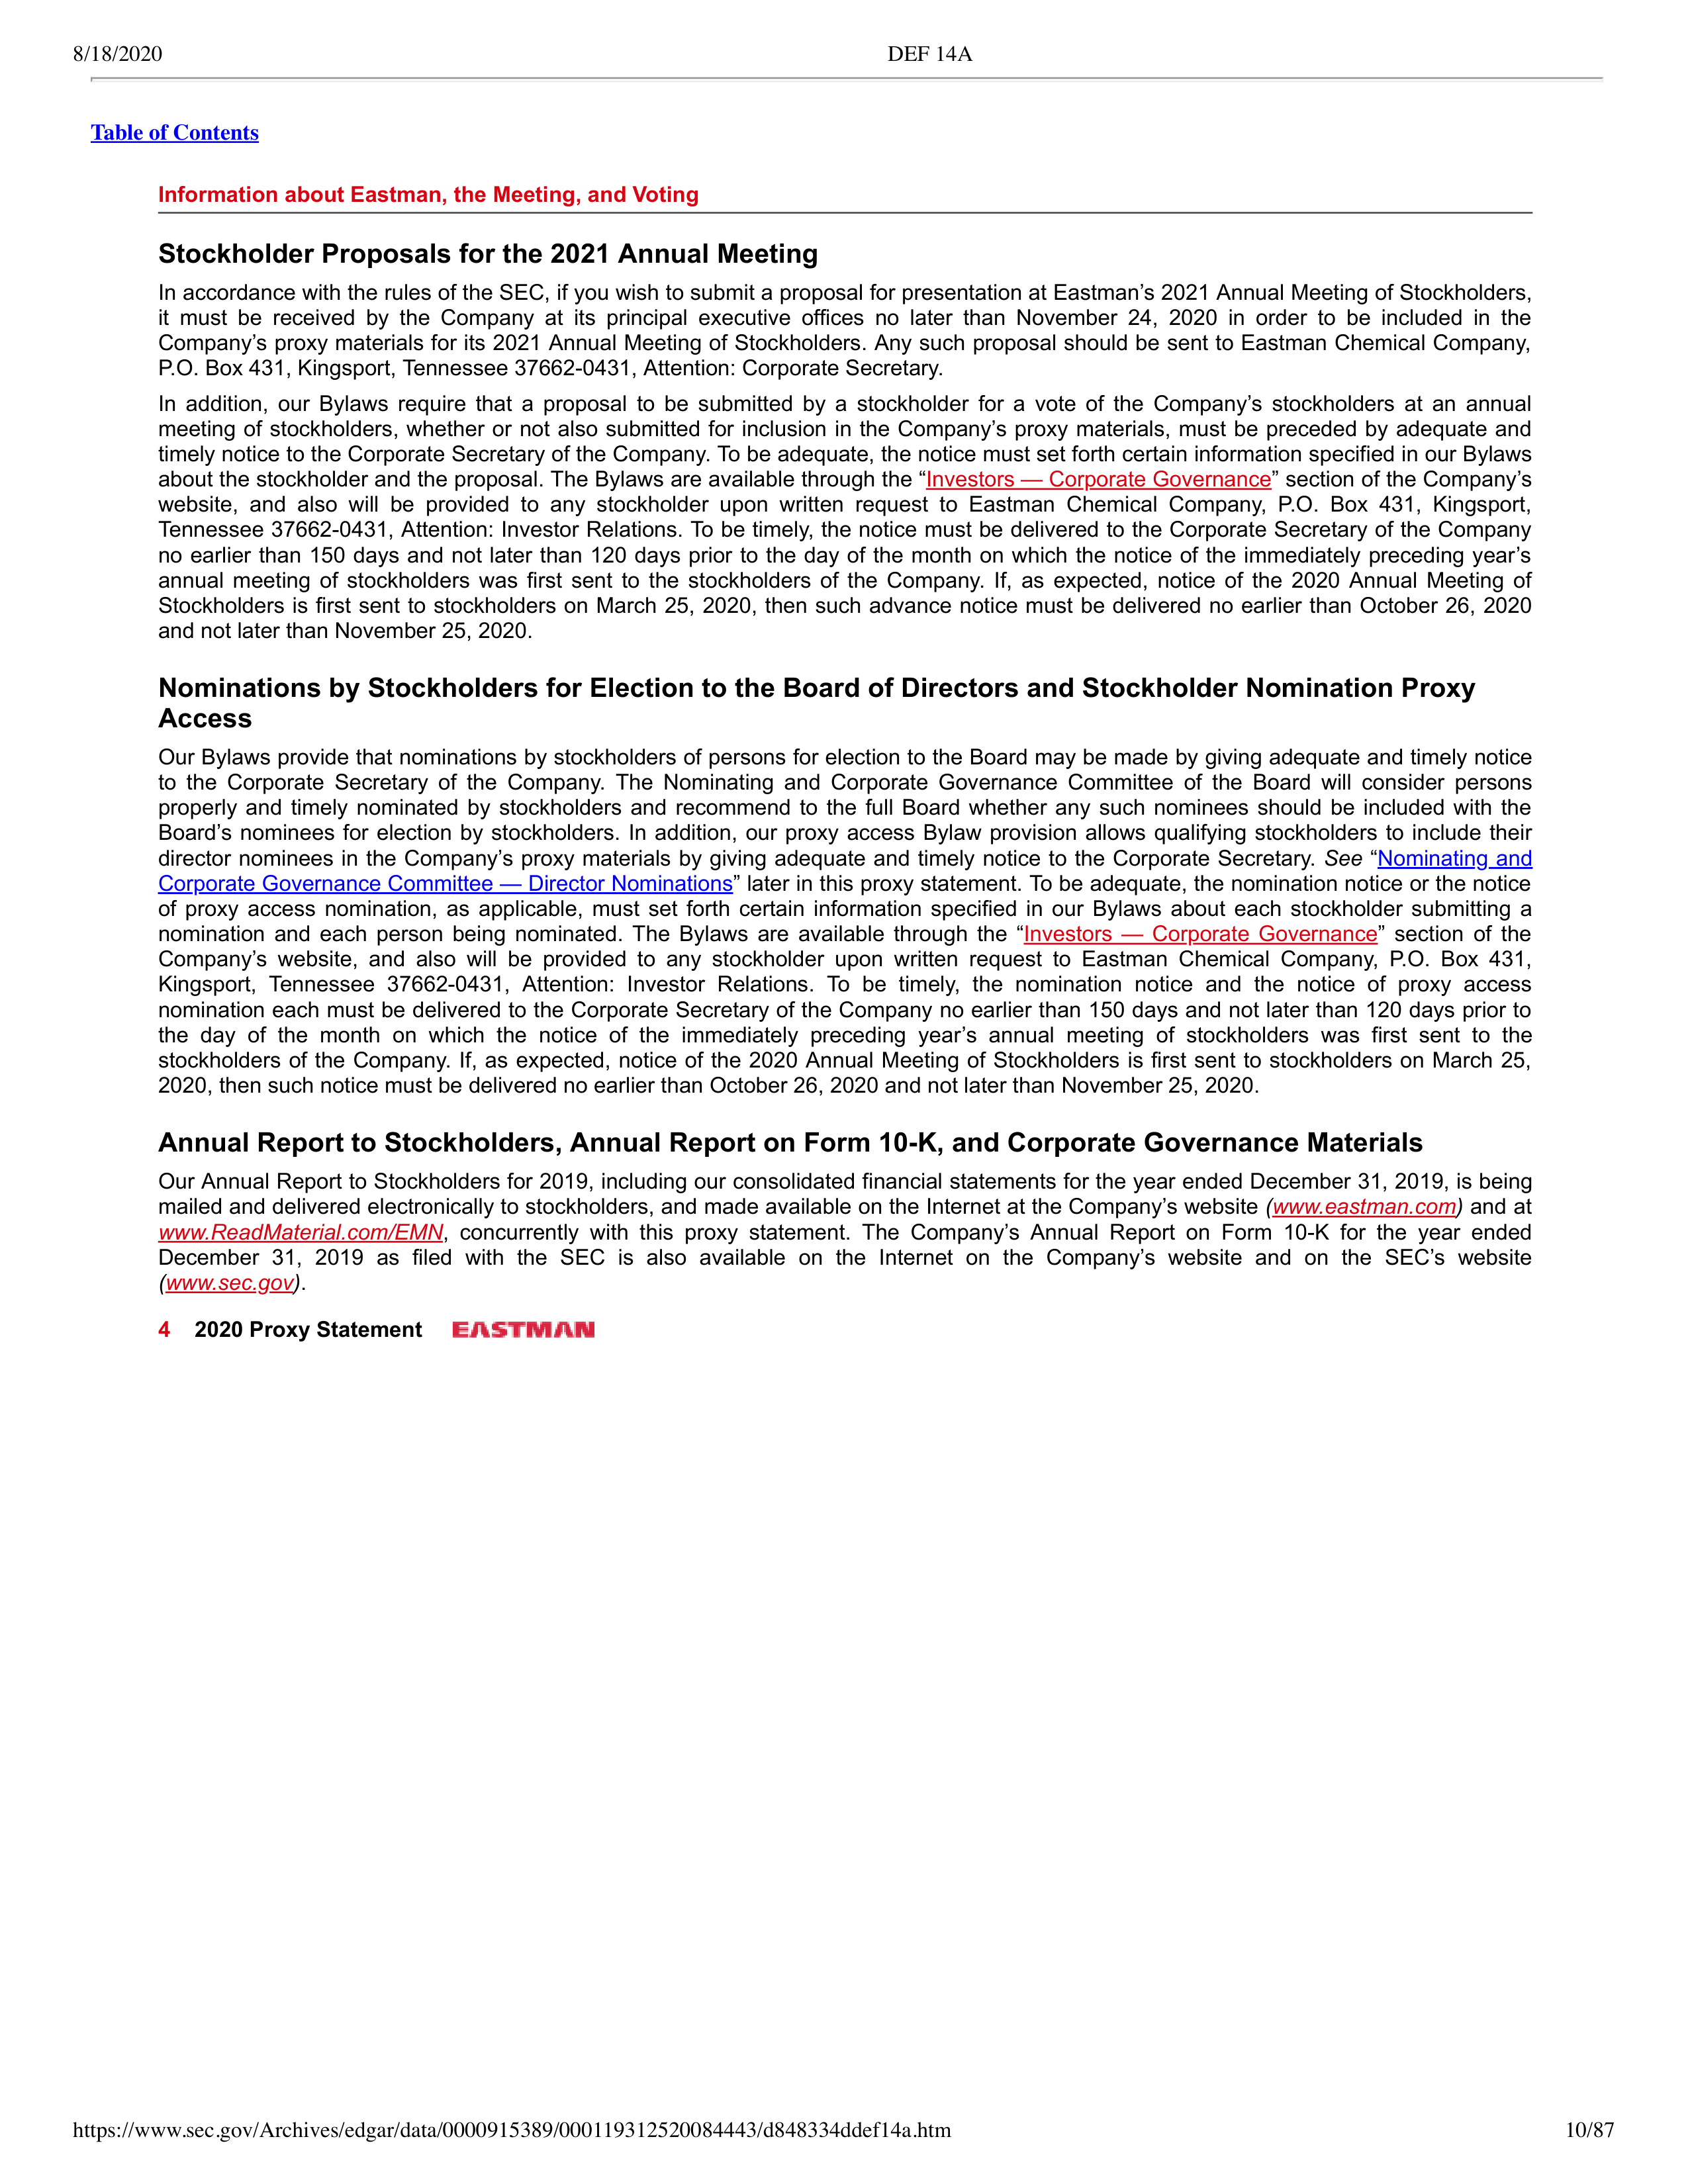 8/18/2020 DEF 14A
Table of Contents
Information about Eastman, the Meeting, and Voting
Stockholder Proposals for the 2021 Annual Meeting
In accordance with the rules of the SEC, if you wish to submit a proposal for presentation at Eastman’s 2021 Annual Meeting of Stockholders,
it must be received by the Company at its principal executive offices no later than November 24, 2020 in order to be included in the
Company’s proxy materials for its 2021 Annual Meeting of Stockholders. Any such proposal should be sent to Eastman Chemical Company,
P.O. Box 431, Kingsport, Tennessee 37662-0431, Attention: Corporate Secretary.
In addition, our Bylaws require that a proposal to be submitted by a stockholder for a vote of the Company’s stockholders at an annual
meeting of stockholders, whether or not also submitted for inclusion in the Company’s proxy materials, must be preceded by adequate and
timely notice to the Corporate Secretary of the Company. To be adequate, the notice must set forth certain information specified in our Bylaws
about the stockholder and the proposal. The Bylaws are available through the “Investors — Corporate Governance” section of the Company’s
website, and also will be provided to any stockholder upon written request to Eastman Chemical Company, P.O. Box 431, Kingsport,
Tennessee 37662-0431, Attention: Investor Relations. To be timely, the notice must be delivered to the Corporate Secretary of the Company
no earlier than 150 days and not later than 120 days prior to the day of the month on which the notice of the immediately preceding year’s
annual meeting of stockholders was first sent to the stockholders of the Company. If, as expected, notice of the 2020 Annual Meeting of
Stockholders is first sent to stockholders on March 25, 2020, then such advance notice must be delivered no earlier than October 26, 2020
and not later than November 25, 2020.
Nominations by Stockholders for Election to the Board of Directors and Stockholder Nomination Proxy
Access
Our Bylaws provide that nominations by stockholders of persons for election to the Board may be made by giving adequate and timely notice
to the Corporate Secretary of the Company. The Nominating and Corporate Governance Committee of the Board will consider persons
properly and timely nominated by stockholders and recommend to the full Board whether any such nominees should be included with the
Board’s nominees for election by stockholders. In addition, our proxy access Bylaw provision allows qualifying stockholders to include their
director nominees in the Company’s proxy materials by giving adequate and timely notice to the Corporate Secretary. See “Nominating and
Corporate Governance Committee — Director Nominations” later in this proxy statement. To be adequate, the nomination notice or the notice
of proxy access nomination, as applicable, must set forth certain information specified in our Bylaws about each stockholder submitting a
nomination and each person being nominated. The Bylaws are available through the “Investors — Corporate Governance” section of the
Company’s website, and also will be provided to any stockholder upon written request to Eastman Chemical Company, P.O. Box 431,
Kingsport, Tennessee 37662-0431, Attention: Investor Relations. To be timely, the nomination notice and the notice of proxy access
nomination each must be delivered to the Corporate Secretary of the Company no earlier than 150 days and not later than 120 days prior to
the day of the month on which the notice of the immediately preceding year’s annual meeting of stockholders was first sent to the
stockholders of the Company. If, as expected, notice of the 2020 Annual Meeting of Stockholders is first sent to stockholders on March 25,
2020, then such notice must be delivered no earlier than October 26, 2020 and not later than November 25, 2020.
Annual Report to Stockholders, Annual Report on Form 10-K, and Corporate Governance Materials
Our Annual Report to Stockholders for 2019, including our consolidated financial statements for the year ended December 31, 2019, is being
mailed and delivered electronically to stockholders, and made available on the Internet at the Company’s website (www.eastman.com) and at
www.ReadMaterial.com/EMN, concurrently with this proxy statement. The Company’s Annual Report on Form 10-K for the year ended
December 31, 2019 as filed with the SEC is also available on the Internet on the Company’s website and on the SEC’s website
(www.sec.gov).
4 2020 Proxy Statement EASTMAN
https://www.sec.gov/Archives/edgar/data/0000915389/000119312520084443/d848334ddef14a.htm 10/87